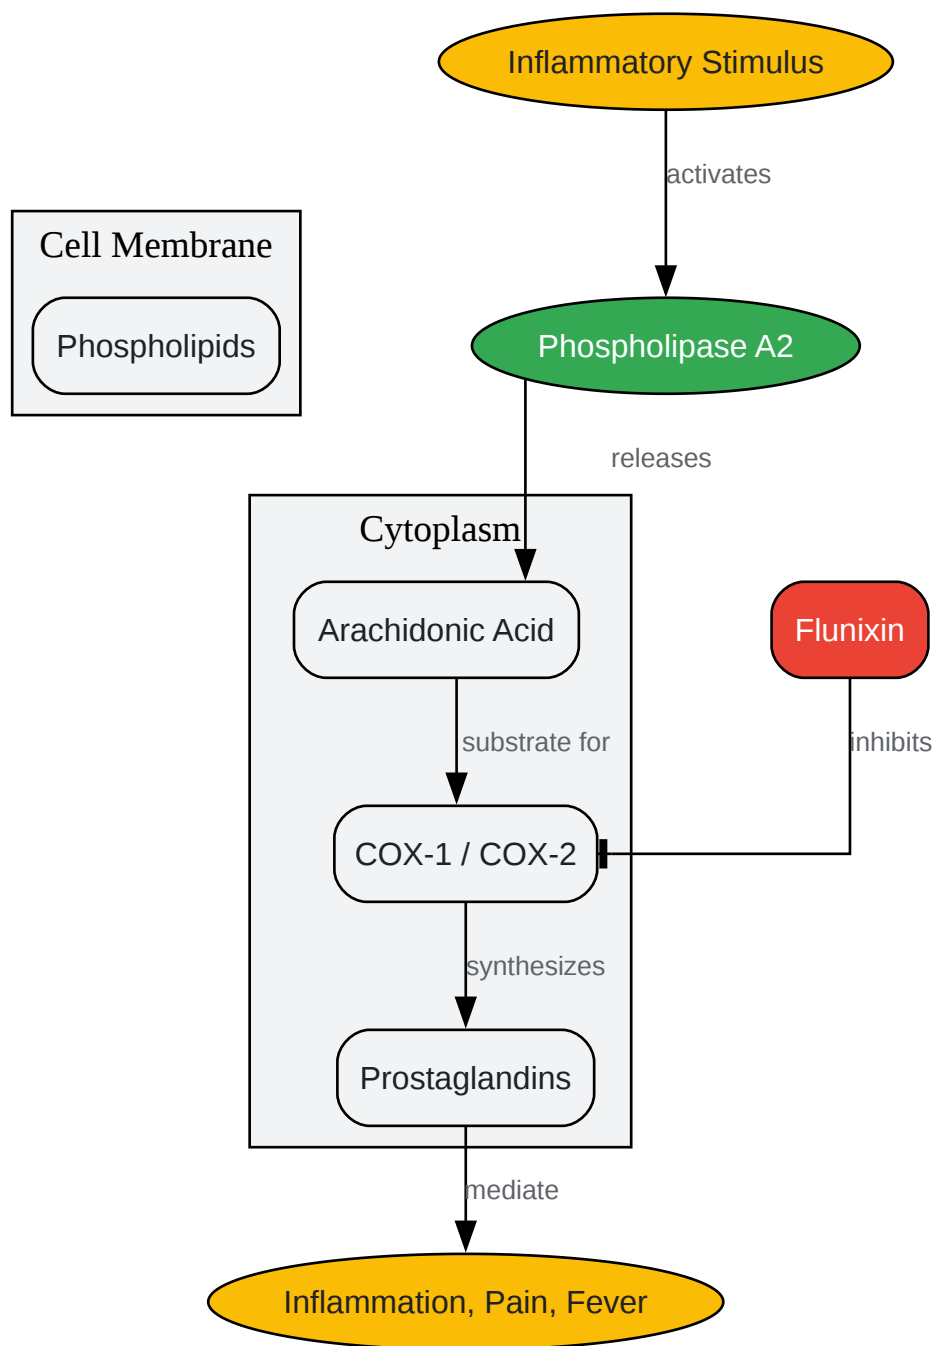 Inflammatory Stimulus
activates
Cell Membrane
Phospholipids
Phospholipase A2
releases
Cytoplasm
Arachidonic Acid
Flunixin
substrate for
inhibits
COX-1 / COX-2
synthesizes
Prostaglandins
mediate
Inflammation, Pain, Fever